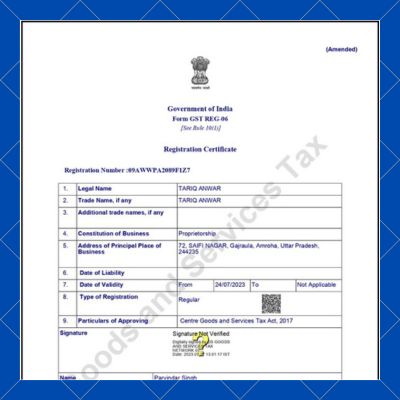 (Amended)
Government of India
Form GST REG-06
[See Rule 10(1)]
Registration Certificate
Registration Number :09AWWPA2089F1Z7
1. Legal Name TARIQ ANWAR
2. Trade Name, if any TARIQ ANWAR
3. Additional trade names, if any
4. Constitution of Business Proprietorship
5. Address of Principal Place of Business 72, SAIFI NAGAR, Gajraula, Amroha, Uttar Pradesh, 244235
6. Date of Liability
7. Date of Validity From 24/07/2023 To Not Applicable
8. Type of Registration Regular
9. Particulars of Approving Centre Goods and Services Tax Act, 2017
Signature
Signature Not Verified
Digitally signed by DS GOODS
AND SERVICES TAX
NETWORK
Date: 2023 13:01:17 IST
Name Parvindar Singh
Goods and Services Tax